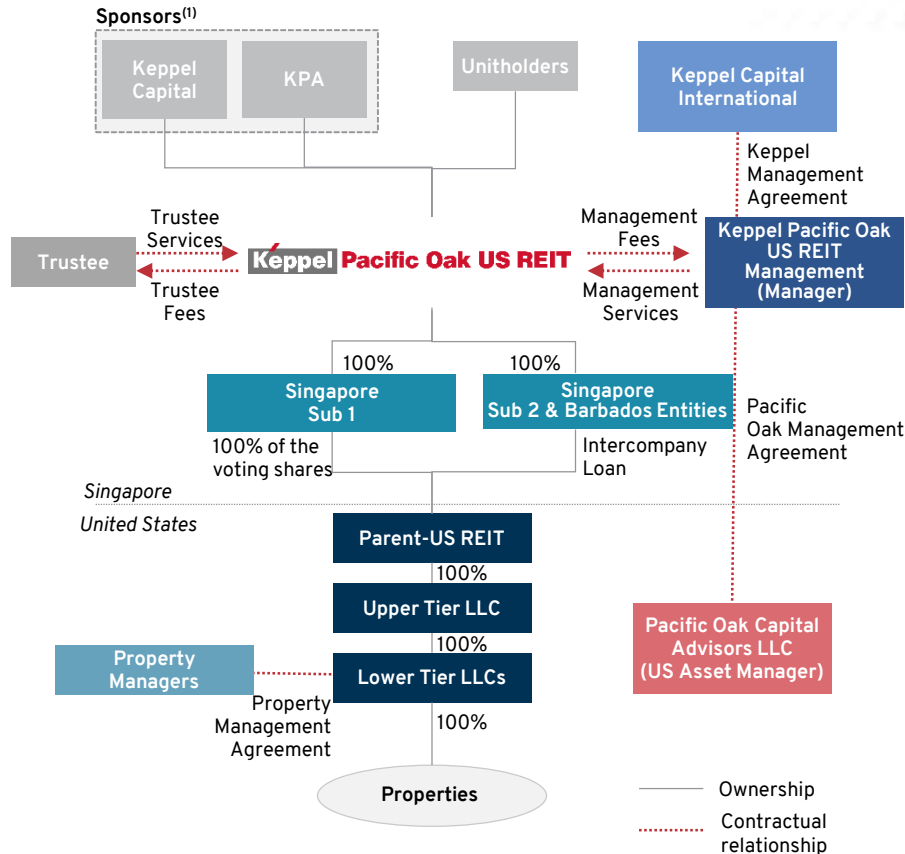 Sponsors(1)
Keppel
Capital
KPA
Unitholders
Keppel Capital
International
Keppel
Management
Agreement
Trustee
Trustee
Services
Trustee
Fees
Keppel Pacific Oak US REIT
Management
Fees
Management
Services
Keppel Pacific Oak
US REIT
Management
(Manager)
100%
100%
Singapore
Sub 1
Singapore
Sub 2 & Barbados Entities
Pacific
Oak Management
Agreement
100% of the
voting shares
Intercompany
Loan
Singapore
United States
Parent-US REIT
100%
Upper Tier LLC
100%
Lower Tier LLCs
Property
Managers
Property
Management
Agreement
100%
Pacific Oak Capital
Advisors LLC
(US Asset Manager)
Properties
Ownership
Contractual
relationship